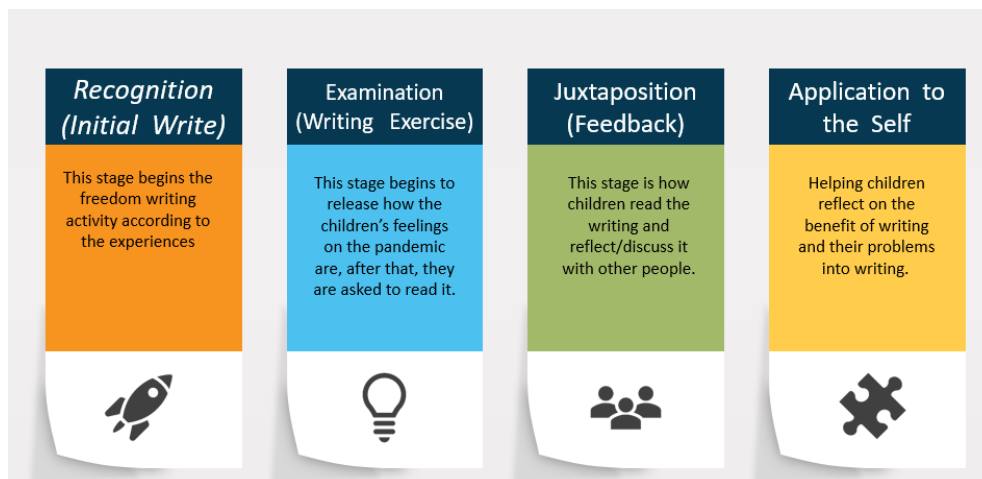 Recognition
(Initial Write)
This stage begins the
freedom writing
activity according to
the experiences
Examination
(Writing Exercise)
This stage begins to
release how the
children's feelings
on the pandemic
are, after that, they
are asked to read it.
Juxtaposition
(Feedback)
This stage is how
children read the
writing and
reflect/discuss it
with other people.
Application to
the Self
Helping children
reflect on the
benefit of writing
and their problems
into writing.